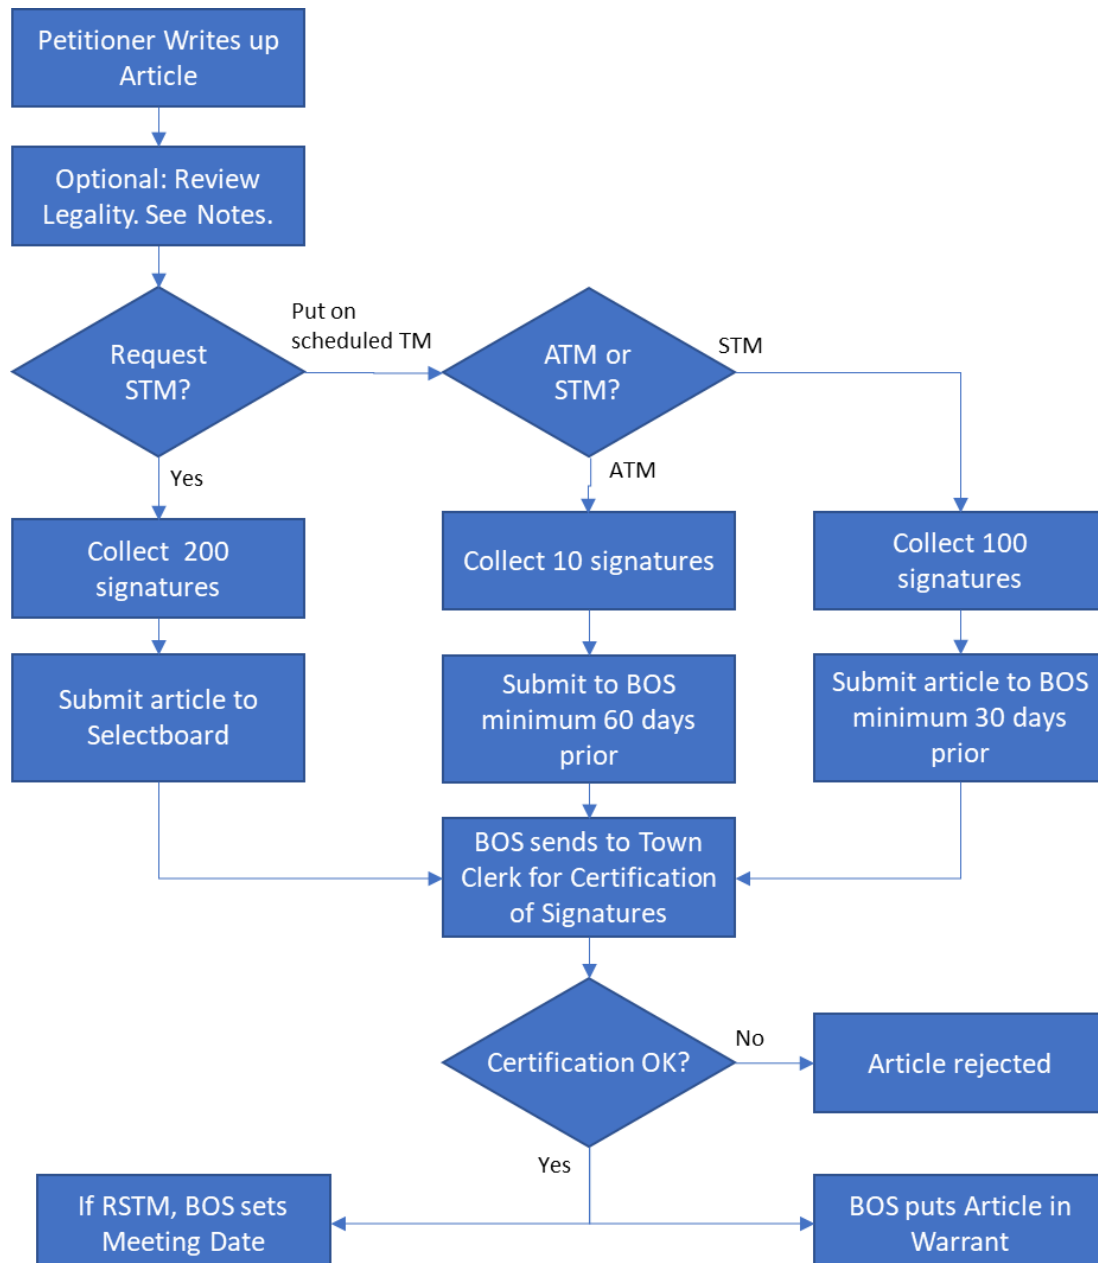 Petitioner Writes up
Article
Optional: Review
Legality. See Notes.
Request
STM?
Put on
scheduled TM
ATM or
STM?
STM
Yes
ATM
Collect  200
signatures
Collect 10 signatures
Collect 100
signatures
Submit article to
Selectboard
Submit to BOS
minimum 60 days
prior
Submit article to BOS
minimum 30 days
prior
BOS sends to Town
Clerk for Certification
of Signatures
Certification OK?
No
Article rejected
Yes
If RSTM, BOS sets
Meeting Date
BOS puts Article in
Warrant